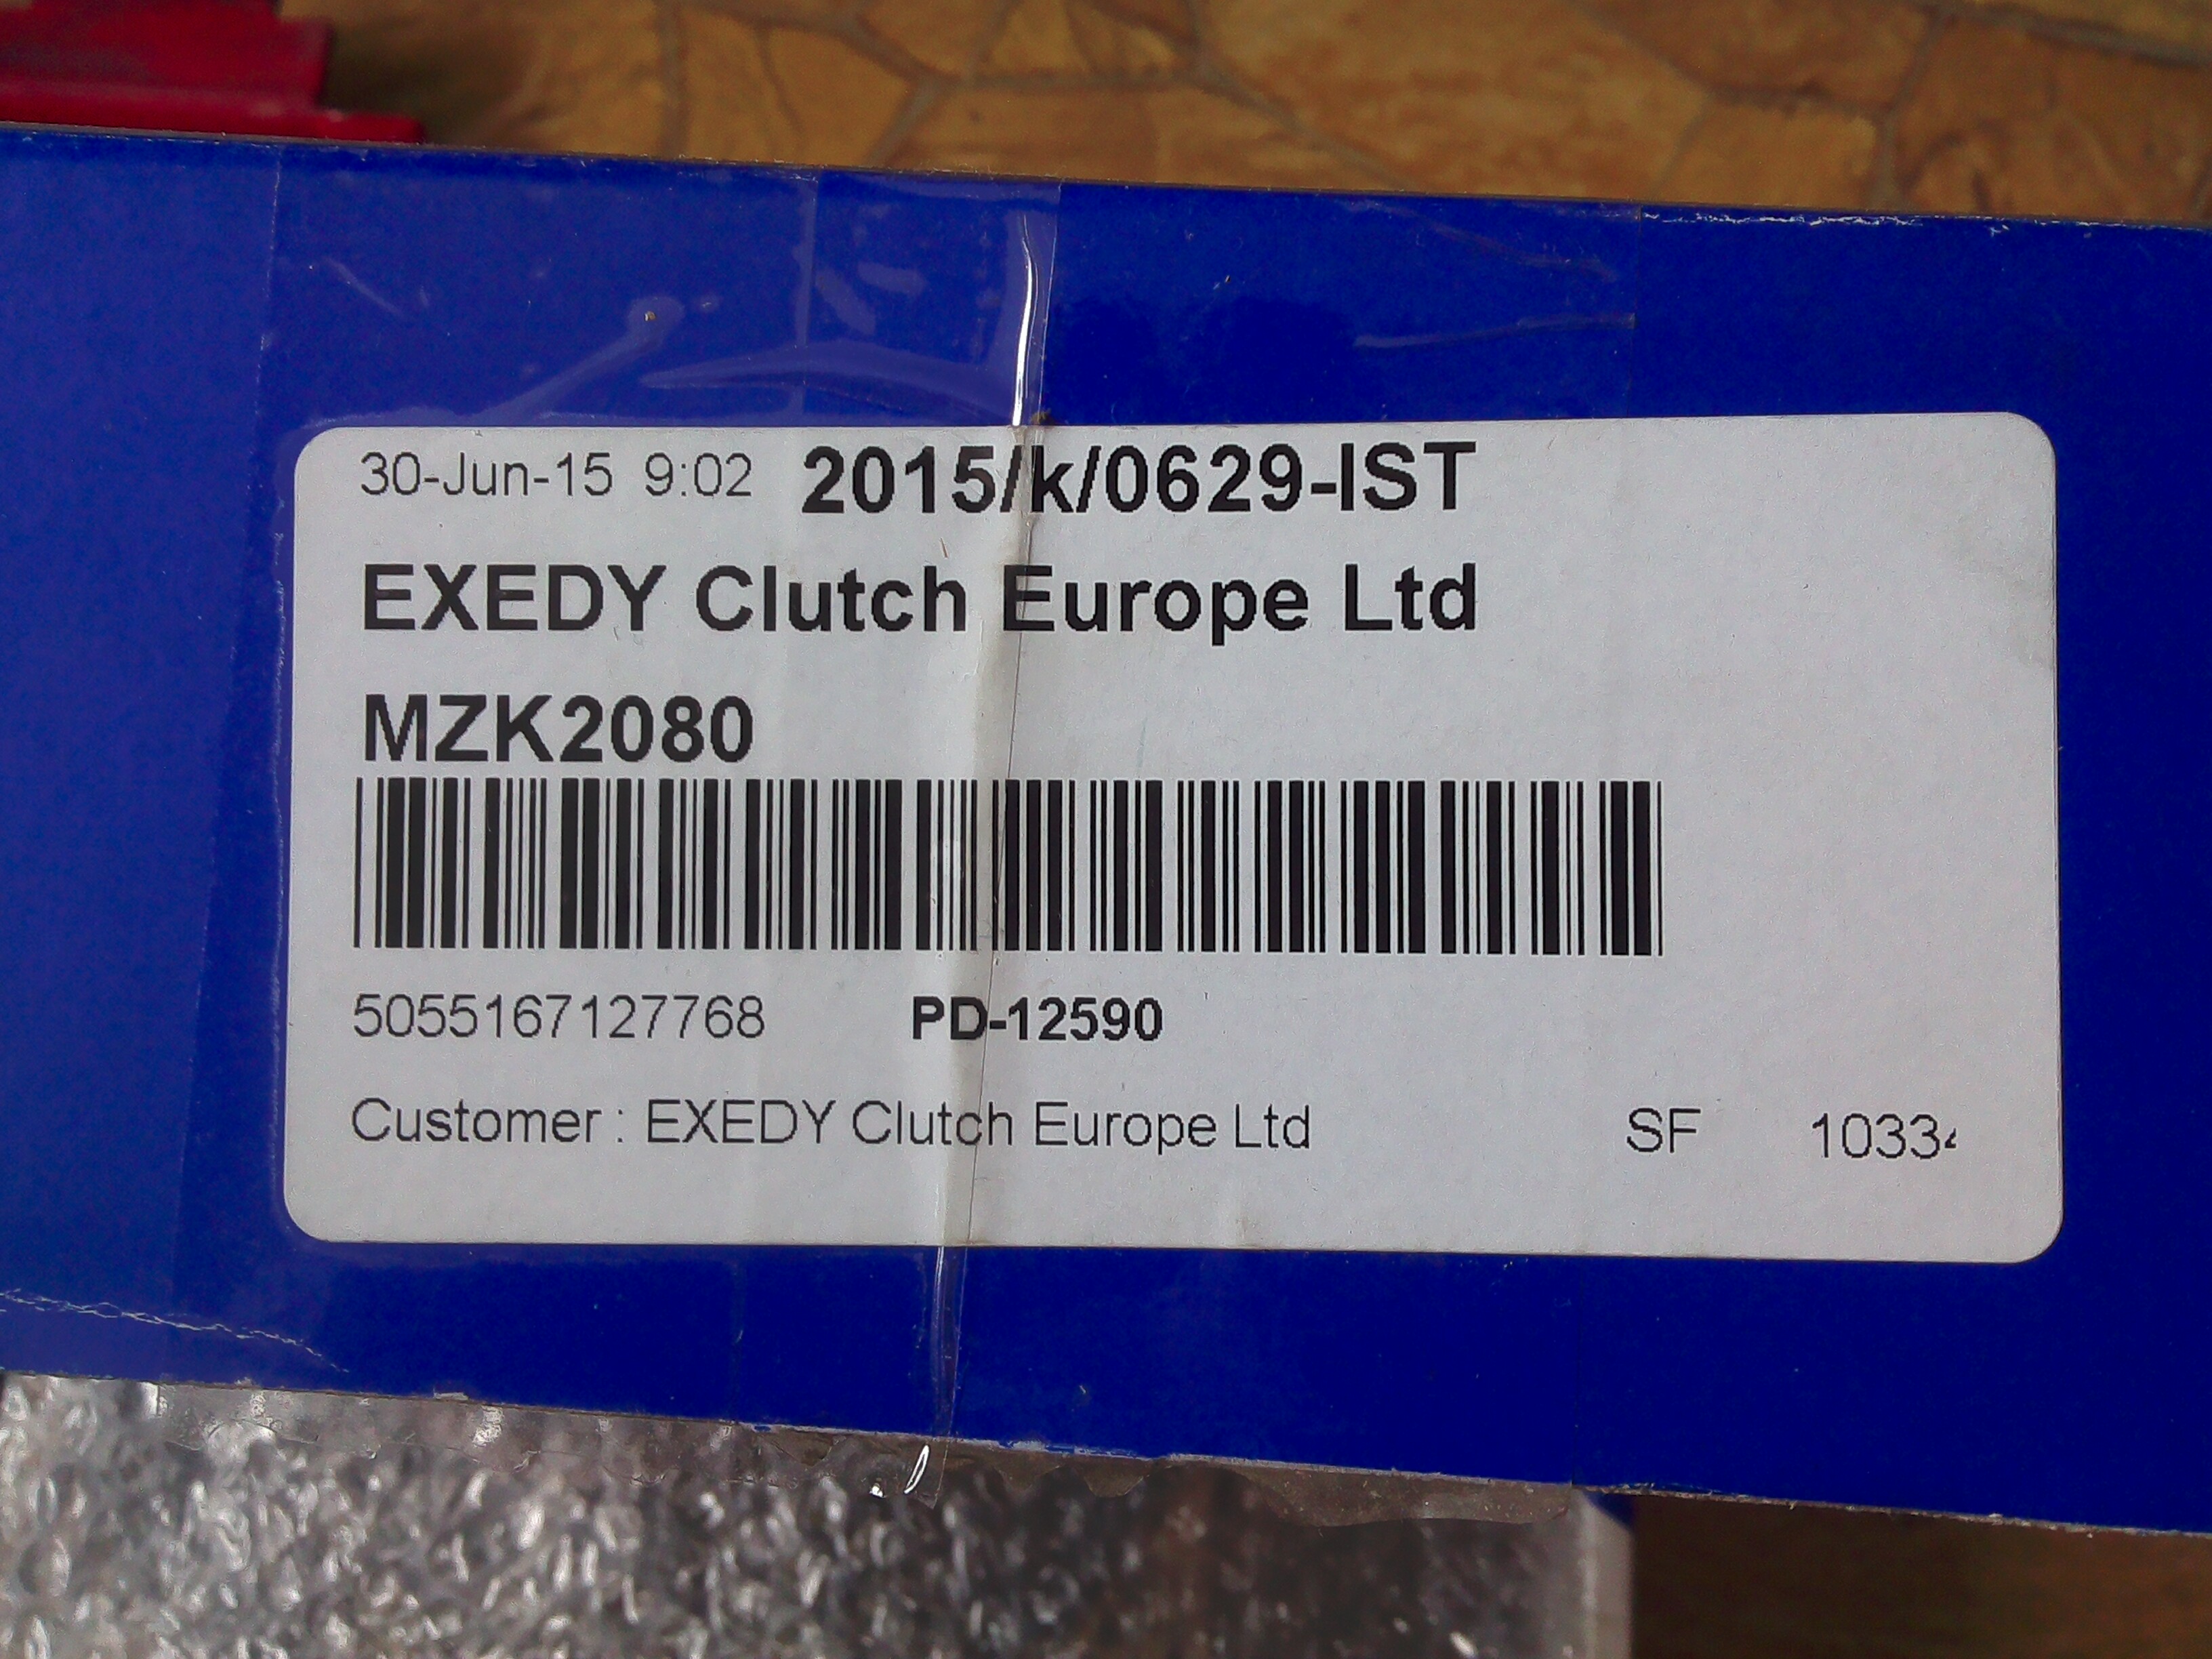 30-Jun-15 9:02 2015/k/0629-IST
EXEDY Clutch Europe Ltd
MZK2080
5055167127768 PD-12590
Customer : EXEDY Clutch Europe Ltd SF